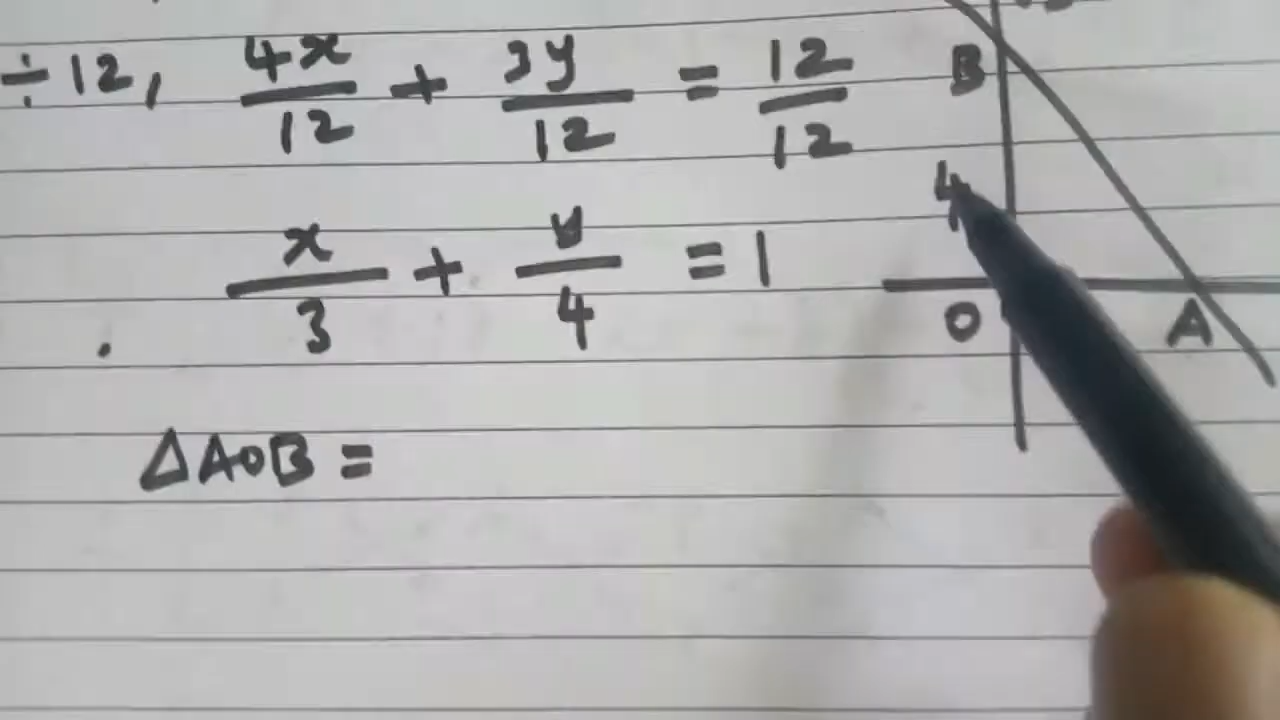 ÷12, 4x/12 + 3y/12 = 12/12
B
4
x/3 + y/4 = 1
O A
ΔAOB =